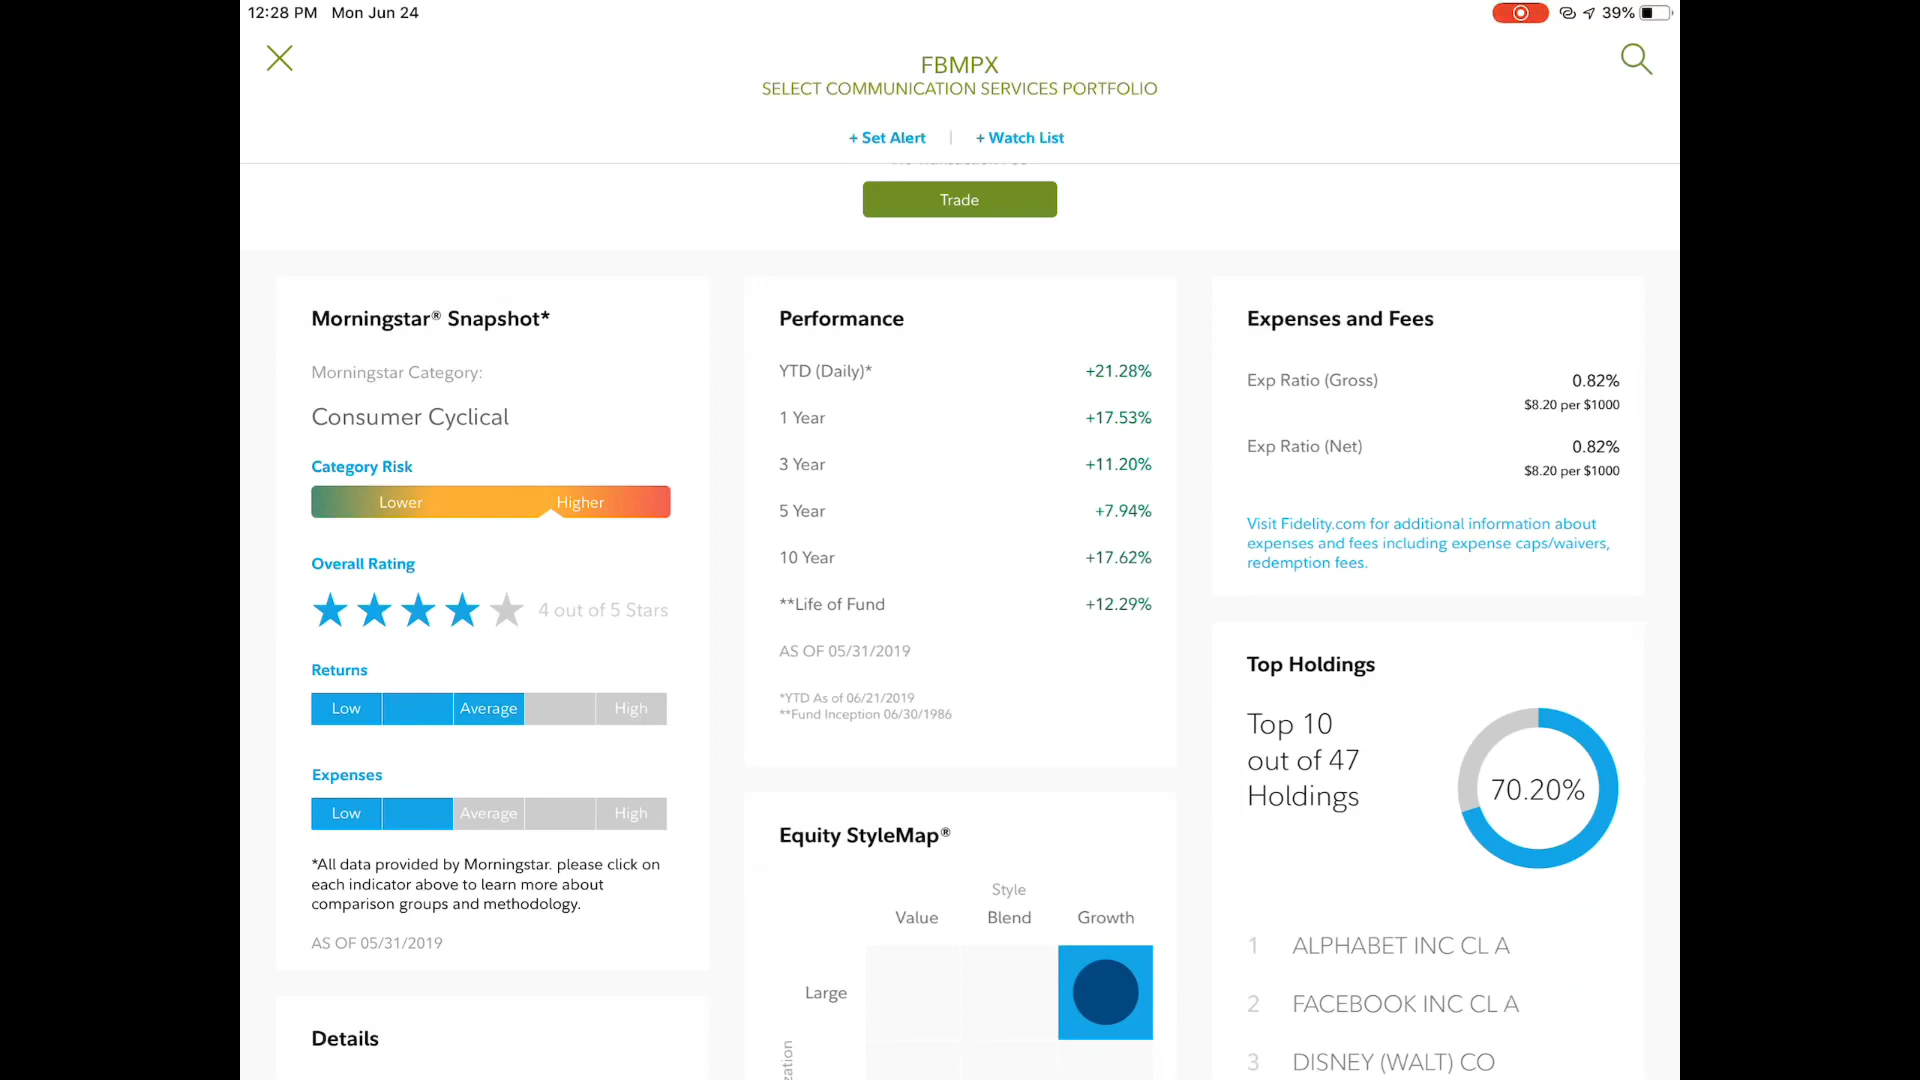 12:28 PM Mon Jun 24
39%
FBMPX
SELECT COMMUNICATION SERVICES PORTFOLIO
+ Set Alert | + Watch List
No Transaction Fee
Trade
Morningstar® Snapshot*
Morningstar Category:
Consumer Cyclical
Category Risk
Lower Higher
Overall Rating
4 out of 5 Stars
Returns
Low Average High
Expenses
Low Average High
*All data provided by Morningstar. please click on
each indicator above to learn more about
comparison groups and methodology.
AS OF 05/31/2019
Details
Performance
YTD (Daily)* +21.28%
1 Year +17.53%
3 Year +11.20%
5 Year +7.94%
10 Year +17.62%
**Life of Fund +12.29%
AS OF 05/31/2019
*YTD As of 06/21/2019
**Fund Inception 06/30/1986
Equity StyleMap®
Style
Value Blend Growth
Large
Expenses and Fees
Exp Ratio (Gross) 0.82%
$8.20 per $1000
Exp Ratio (Net) 0.82%
$8.20 per $1000
Visit Fidelity.com for additional information about
expenses and fees including expense caps/waivers,
redemption fees.
Top Holdings
Top 10
out of 47
Holdings
70.20%
1 ALPHABET INC CL A
2 FACEBOOK INC CL A
3 DISNEY (WALT) CO